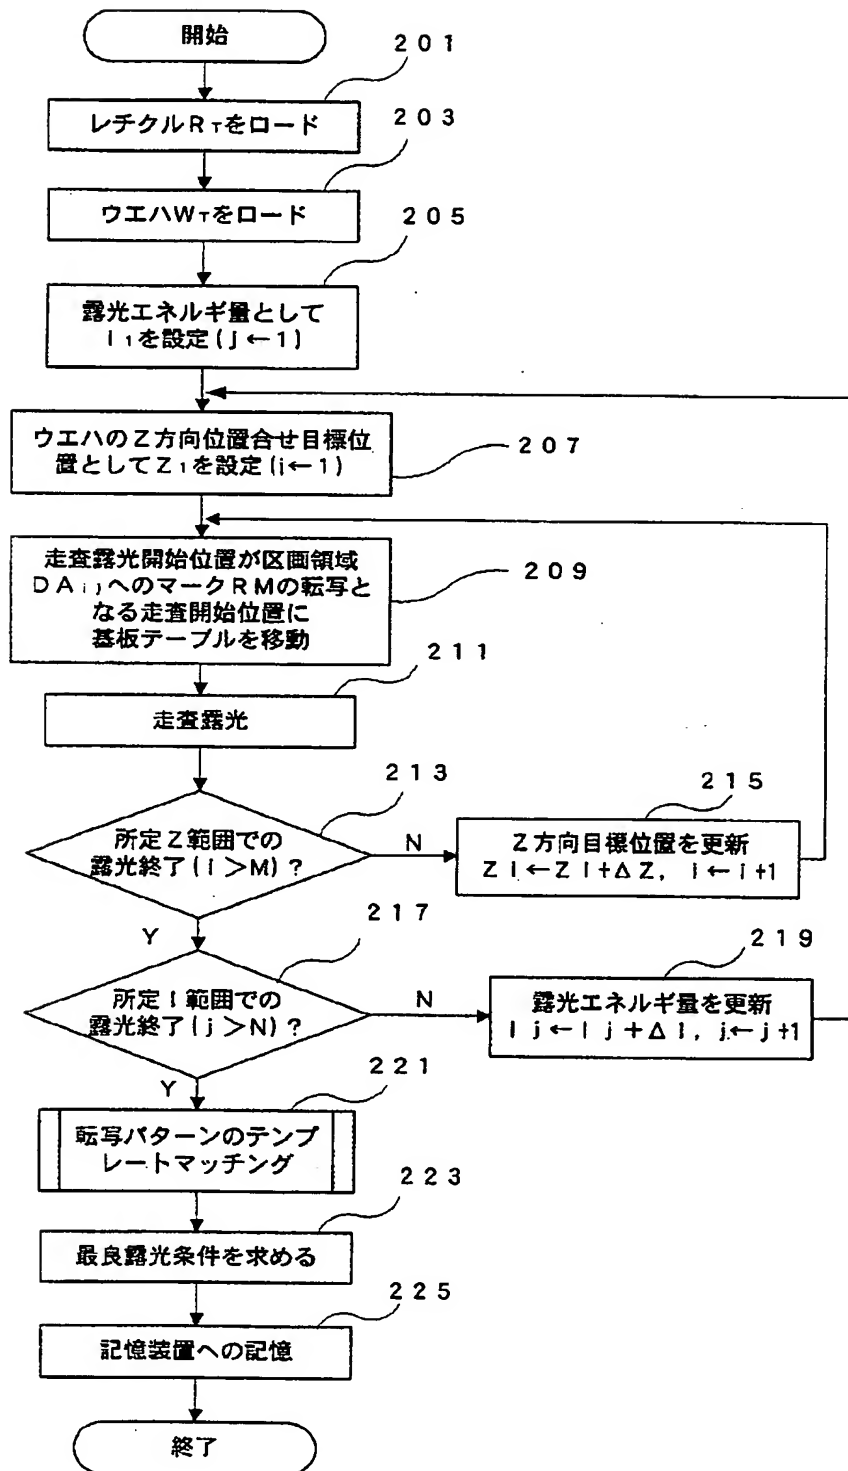 開始
201
レチクルRTをロード
203
ウエハWTをロード
205
露光エネルギ量として
I1を設定(j←1)
ウエハのZ方向位置合せ目標位
置としてZ1を設定(i←1)
207
走査露光開始位置が区画領域
DAijへのマークRMの転写と
なる走査開始位置に
基板テーブルを移動
209
211
走査露光
213
所定Z範囲での
露光終了(i>M)?
N
215
Z方向目標位置を更新
Zi←Zi+ΔZ, i←i+1
Y
217
所定I範囲での
露光終了(j>N)?
N
219
露光エネルギ量を更新
Ij←Ij+ΔI, j←j+1
Y
221
転写パターンのテンプ
レートマッチング
223
最良露光条件を求める
225
記憶装置への記憶
終了